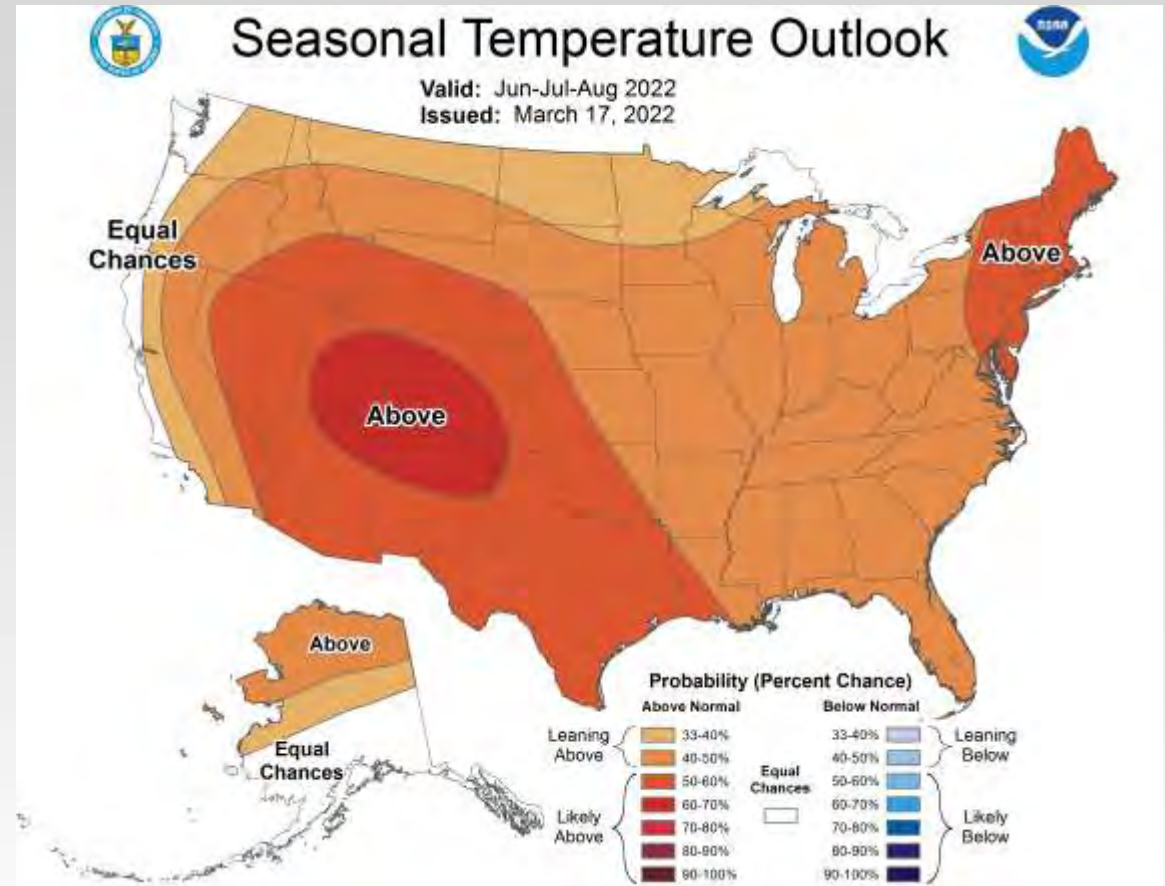 Seasonal Temperature Outlook
NOAA
Valid: Jun-Jul-Aug 2022
Issued: March 17, 2022
Equal
Chances
Above
Above
Above
Equal
Chances
Probability (Percent Chance)
Above Normal
Below Normal
Leaning
Above
33-40%
40-50%
Likely
Above
50-60%
60-70%
70-80%
80-90%
90-100%
Equal
Chances
33-40%
40-50%
Leaning
Below
50-60%
60-70%
70-80%
80-90%
90-100%
Likely
Below